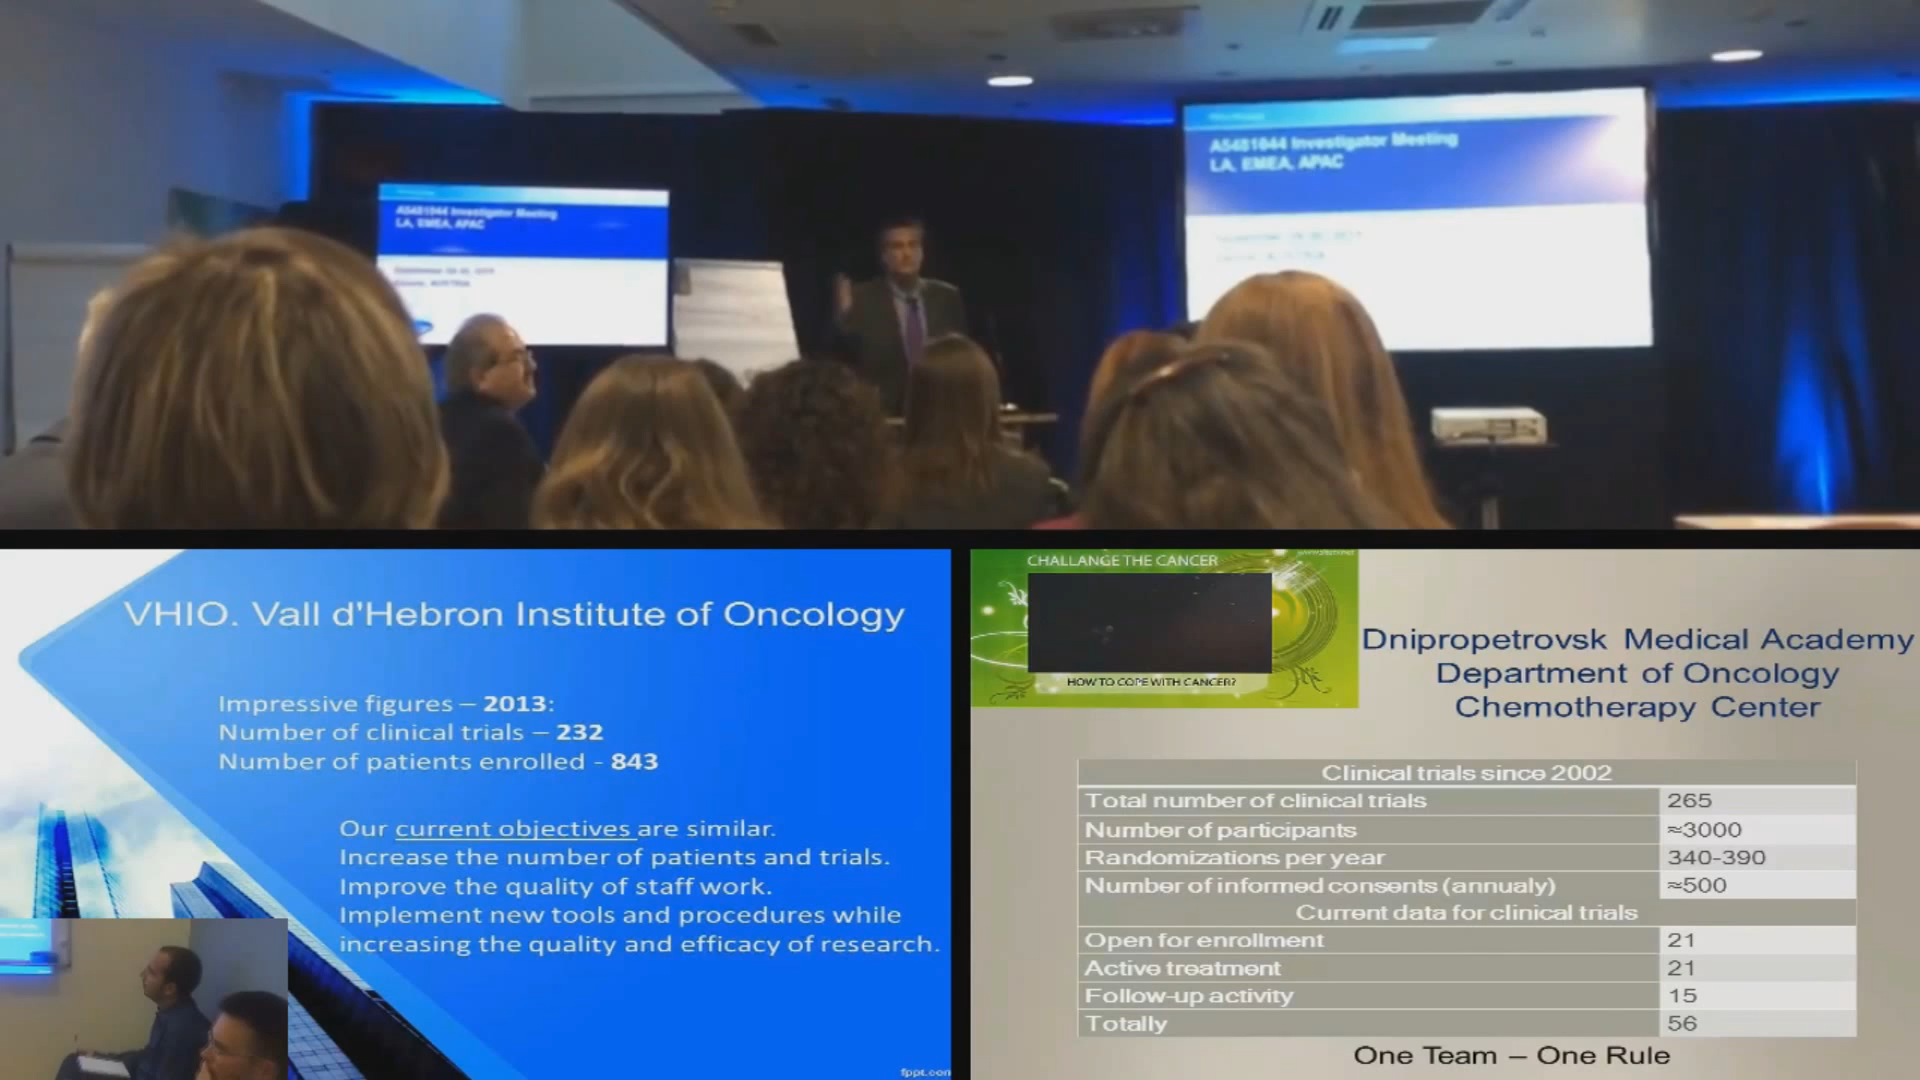 A5481044 Investigator Meeting
LA, EMEA, APAC
A5481044 Investigator Meeting
LA, EMEA, APAC
VHIO. Vall d'Hebron Institute of Oncology
Impressive figures – 2013:
Number of clinical trials – 232
Number of patients enrolled - 843
Our current objectives are similar.
Increase the number of patients and trials.
Improve the quality of staff work.
Implement new tools and procedures while
increasing the quality and efficacy of research.
fppt.com
CHALLANGE THE CANCER
HOW TO COPE WITH CANCER?
Dnipropetrovsk Medical Academy
Department of Oncology
Chemotherapy Center
Clinical trials since 2002
Total number of clinical trials 265
Number of participants ≈3000
Randomizations per year 340-390
Number of informed consents (annualy) ≈500
Current data for clinical trials
Open for enrollment 21
Active treatment 21
Follow-up activity 15
Totally 56
One Team – One Rule